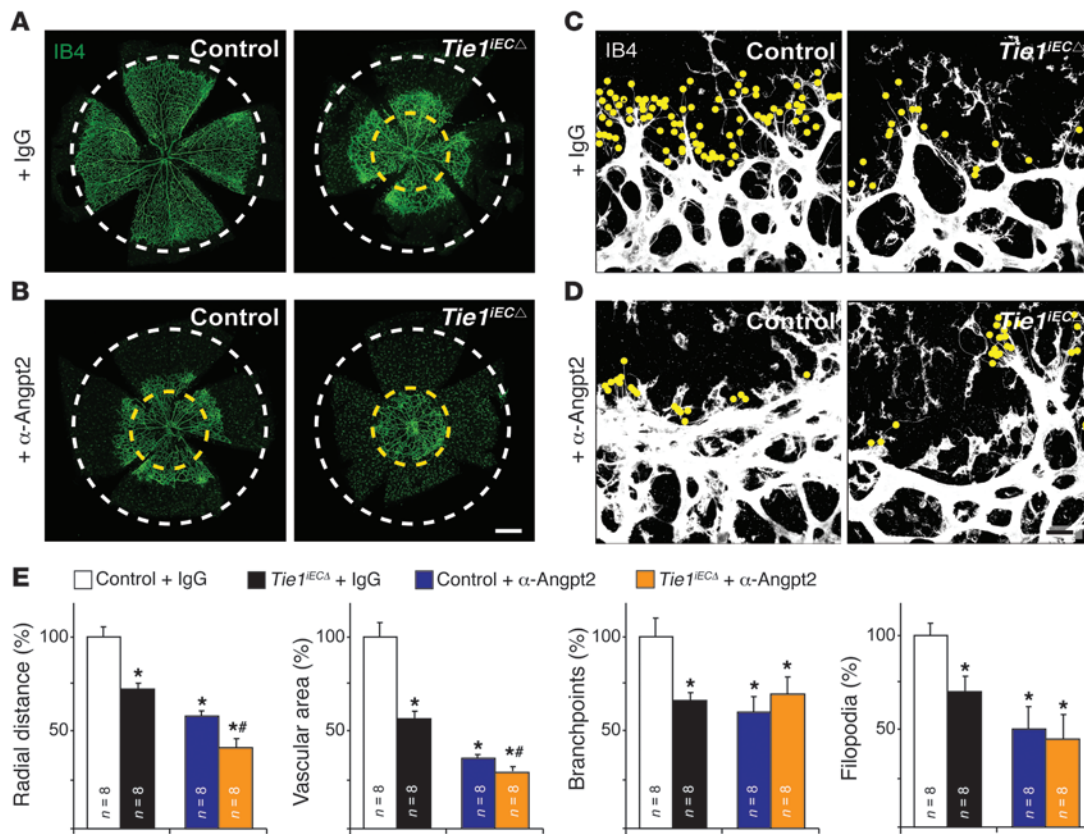 A
IB4
Control
Tie1iECΔ
+ IgG
B
Control
Tie1iECΔ
+ α-Angpt2
C
IB4
Control
Tie1iECΔ
+ IgG
D
Control
Tie1iECΔ
+ α-Angpt2
E
Control + IgG
Tie1iECΔ + IgG
Control + α-Angpt2
Tie1iECΔ + α-Angpt2
Radial distance (%)
100
50
*
*
*#
n = 8
n = 8
n = 8
n = 8
Vascular area (%)
100
50
*
*
*#
n = 8
n = 8
n = 8
n = 8
Branchpoints (%)
100
50
*
*
*
n = 8
n = 8
n = 8
n = 8
Filopodia (%)
100
50
*
*
*
n = 8
n = 8
n = 8
n = 8